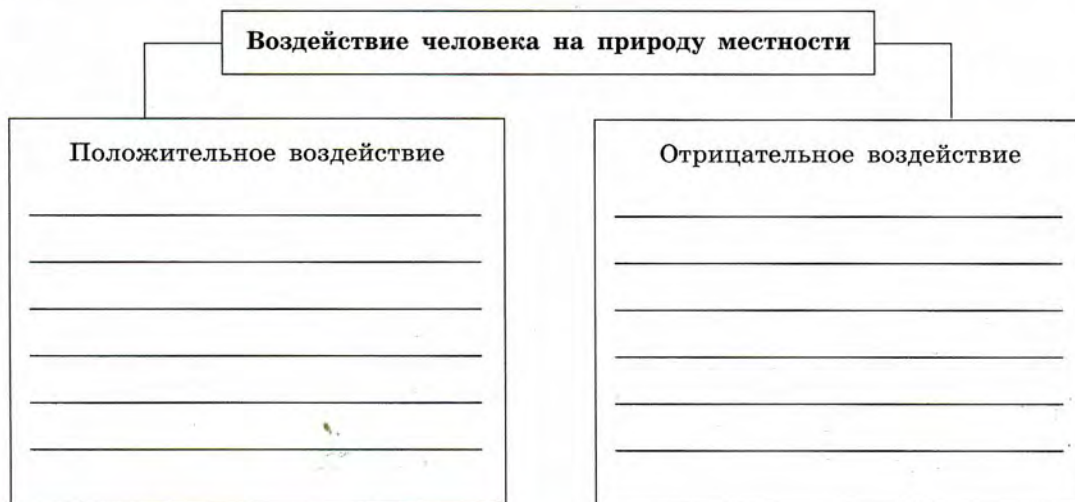 Воздействие человека на природу местности
Положительное воздействие
Отрицательное воздействие